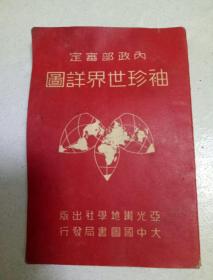 內政部審定
袖珍世界詳圖
亞光輿地學社出版
大中國圖書局發行